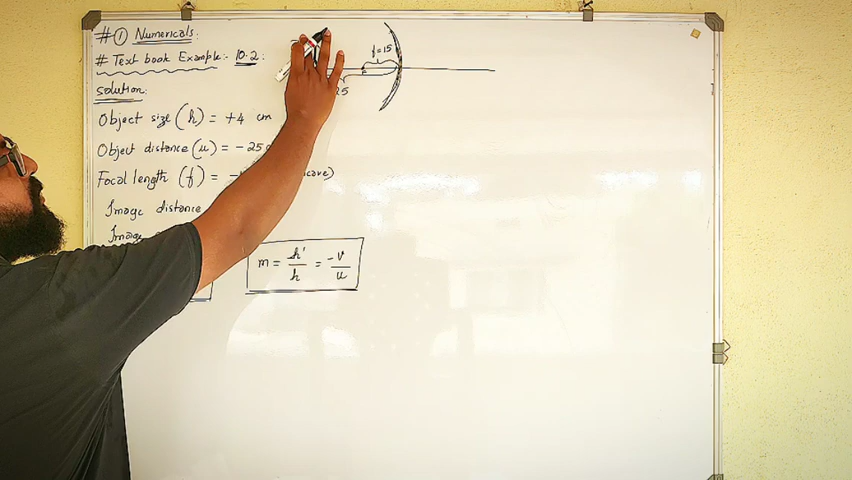 # ① Numericals:
# Text book Example:- 10.2:
solution:
Object size (h) = +4 cm
Object distance (u) = - 25
Focal length (f) = -
Image distance
Image
m = h'/h = -v/u
f=15
25